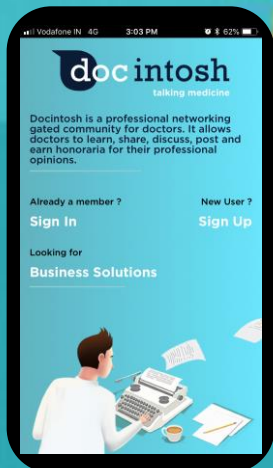 Vodafone IN 4G 3:03 PM 62%
docintosh
talking medicine
Docintosh is a professional networking
gated community for doctors. It allows
doctors to learn, share, discuss, post and
earn honoraria for their professional
opinions.
Already a member ? New User ?
Sign In Sign Up
Looking for
Business Solutions